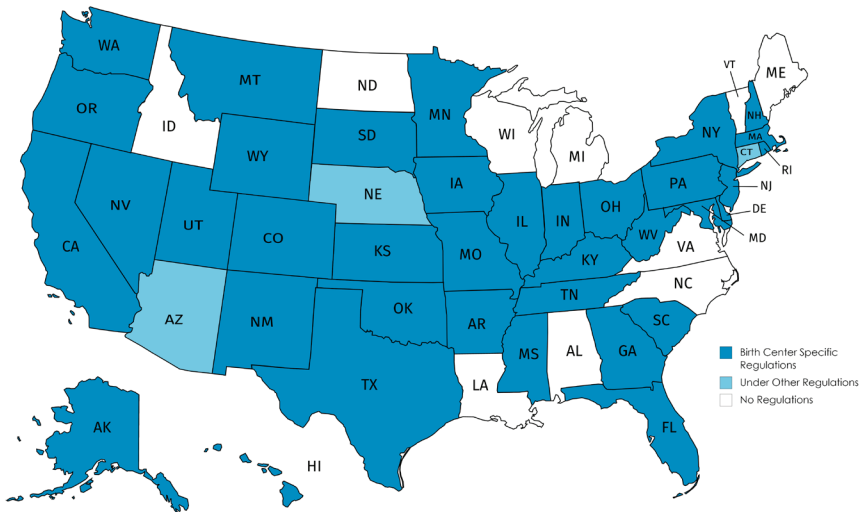 WA
MT
ND
MN
VT
ME
OR
ID
SD
WI
MI
NY
NH
MA
CT
RI
WY
IA
NE
PA
NJ
NV
UT
CO
KS
MO
IL
IN
OH
WV
DE
MD
VA
CA
KY
NC
AZ
NM
OK
AR
TN
SC
MS
AL
GA
TX
LA
FL
AK
HI
Birth Center Specific
Regulations
Under Other Regulations
No Regulations